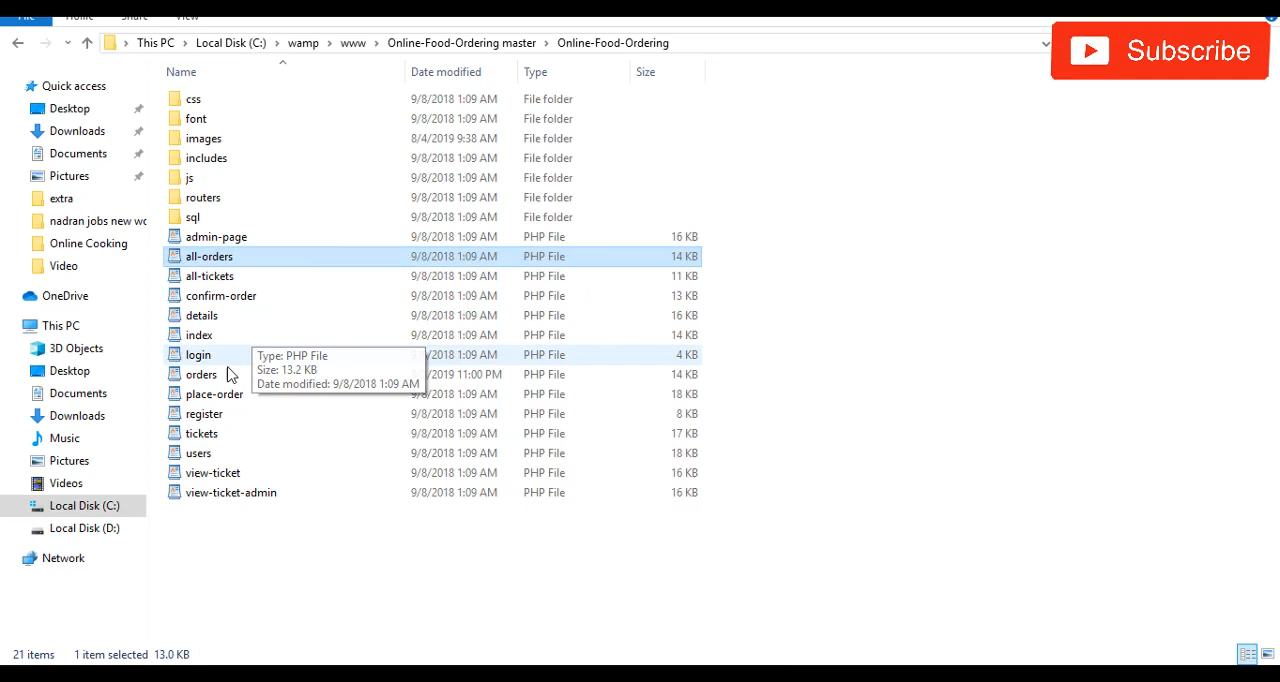 File Home Share View
This PC › Local Disk (C:) › wamp › www › Online-Food-Ordering master › Online-Food-Ordering
Subscribe
Name Date modified Type Size
Quick access
Desktop
Downloads
Documents
Pictures
extra
nadran jobs new wo
Online Cooking
Video
OneDrive
This PC
3D Objects
Desktop
Documents
Downloads
Music
Pictures
Videos
Local Disk (C:)
Local Disk (D:)
Network
css 9/8/2018 1:09 AM File folder
font 9/8/2018 1:09 AM File folder
images 8/4/2019 9:38 AM File folder
includes 9/8/2018 1:09 AM File folder
js 9/8/2018 1:09 AM File folder
routers 9/8/2018 1:09 AM File folder
sql 9/8/2018 1:09 AM File folder
admin-page 9/8/2018 1:09 AM PHP File 16 KB
all-orders 9/8/2018 1:09 AM PHP File 14 KB
all-tickets 9/8/2018 1:09 AM PHP File 11 KB
confirm-order 9/8/2018 1:09 AM PHP File 13 KB
details 9/8/2018 1:09 AM PHP File 16 KB
index 9/8/2018 1:09 AM PHP File 14 KB
login /2018 1:09 AM PHP File 4 KB
orders /2019 11:00 PM PHP File 14 KB
place-order 9/8/2018 1:09 AM PHP File 18 KB
register 9/8/2018 1:09 AM PHP File 8 KB
tickets 9/8/2018 1:09 AM PHP File 17 KB
users 9/8/2018 1:09 AM PHP File 18 KB
view-ticket 9/8/2018 1:09 AM PHP File 16 KB
view-ticket-admin 9/8/2018 1:09 AM PHP File 16 KB
Type: PHP File
Size: 13.2 KB
Date modified: 9/8/2018 1:09 AM
21 items 1 item selected 13.0 KB